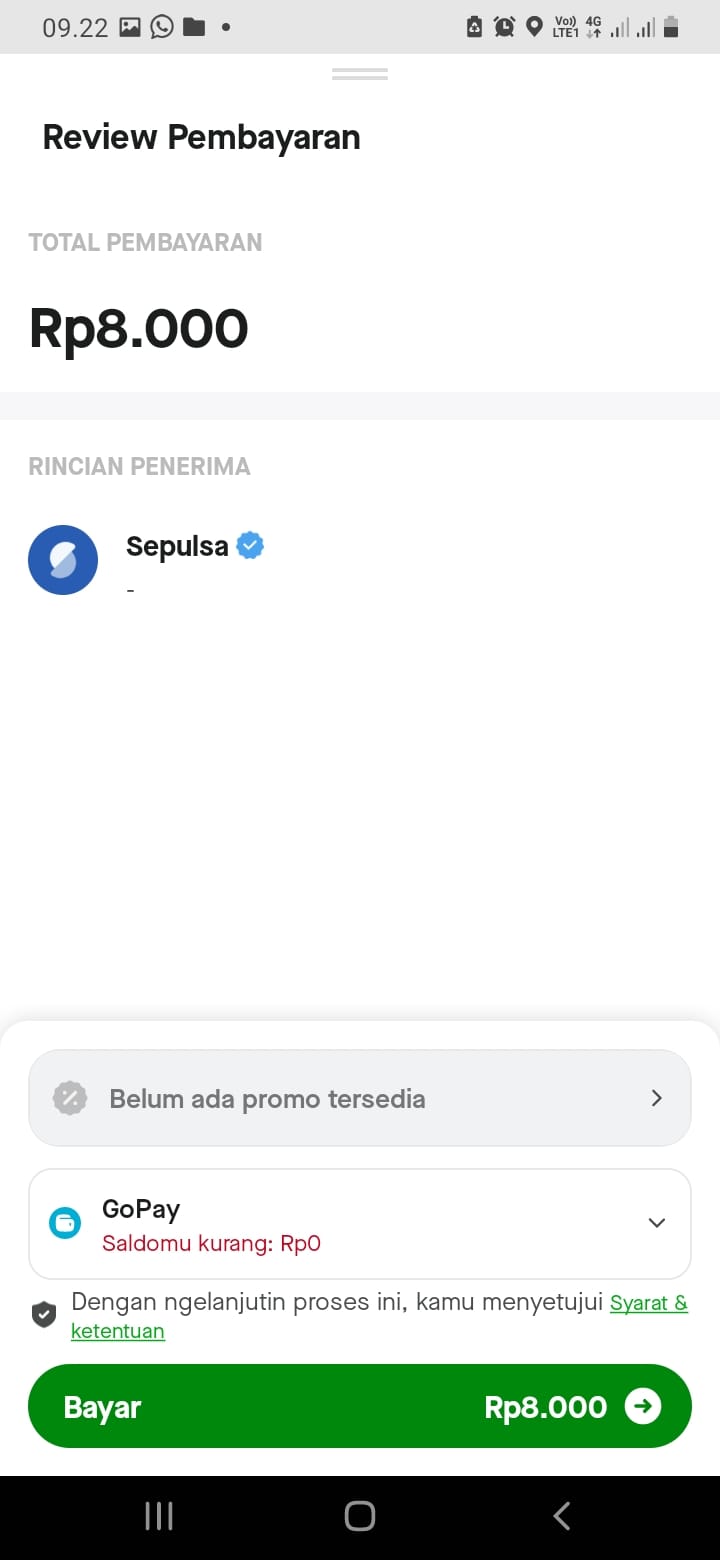 09.22
Vo)) LTE1 4G
Review Pembayaran
TOTAL PEMBAYARAN
Rp8.000
RINCIAN PENERIMA
Sepulsa
-
Belum ada promo tersedia
GoPay
Saldomu kurang: Rp0
Dengan ngelanjutin proses ini, kamu menyetujui Syarat &
ketentuan
Bayar Rp8.000